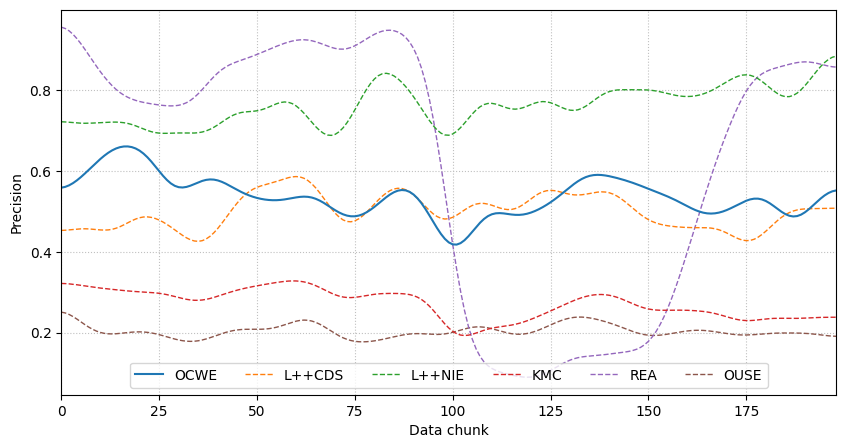 Precision
0.8
0.6
0.4
0.2
OCWE L++CDS L++NIE KMC REA OUSE
0 25 50 75 100 125 150 175
Data chunk